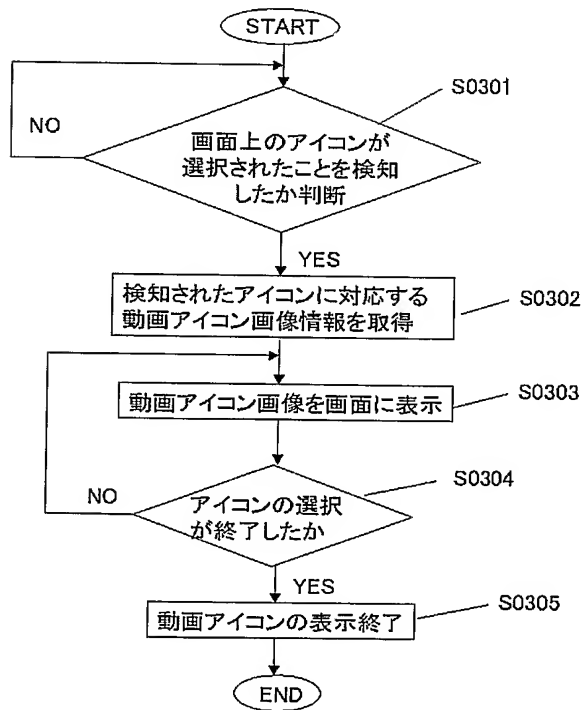 START
S0301
NO
画面上のアイコンが
選択されたことを検知
したか判断
YES
検知されたアイコンに対応する
動画アイコン画像情報を取得
S0302
動画アイコン画像を画面に表示
S0303
NO
アイコンの選択
が終了したか
S0304
YES
動画アイコンの表示終了
S0305
END